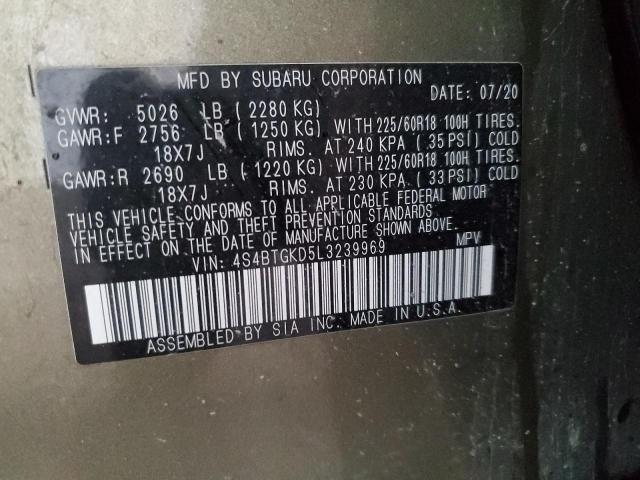 MFD BY SUBARU CORPORATION
DATE: 07/20
GVWR: 5026 LB ( 2280 KG)
GAWR:F 2756 LB ( 1250 KG) WITH 225/60R18 100H TIRES.
18X7J RIMS. AT 240 KPA ( 35 PSI) COLD
GAWR:R 2690 LB ( 1220 KG) WITH 225/60R18 100H TIRES.
18X7J RIMS. AT 230 KPA ( 33 PSI) COLD
THIS VEHICLE CONFORMS TO ALL APPLICABLE FEDERAL MOTOR
VEHICLE SAFETY AND THEFT PREVENTION STANDARDS
IN EFFECT ON THE DATE OF MANUFACTURE SHOWN ABOVE.
VIN: 4S4BTGKD5L3239969 MPV
ASSEMBLED BY SIA INC. MADE IN U.S.A.